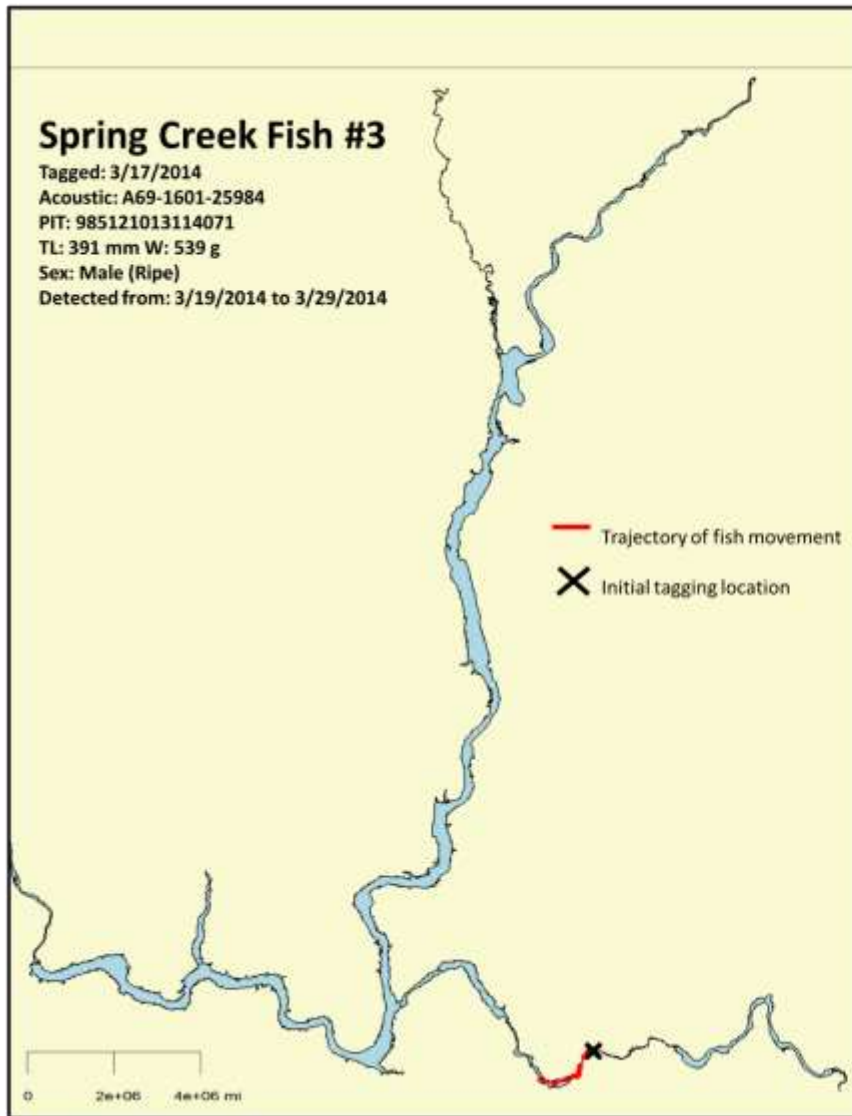 Spring Creek Fish #3
Tagged: 3/17/2014
Acoustic: A69-1601-25984
PIT: 985121013114071
TL: 391 mm W: 539 g
Sex: Male (Ripe)
Detected from: 3/19/2014 to 3/29/2014
Trajectory of fish movement
Initial tagging location
0 2e+06 4e+06 mi